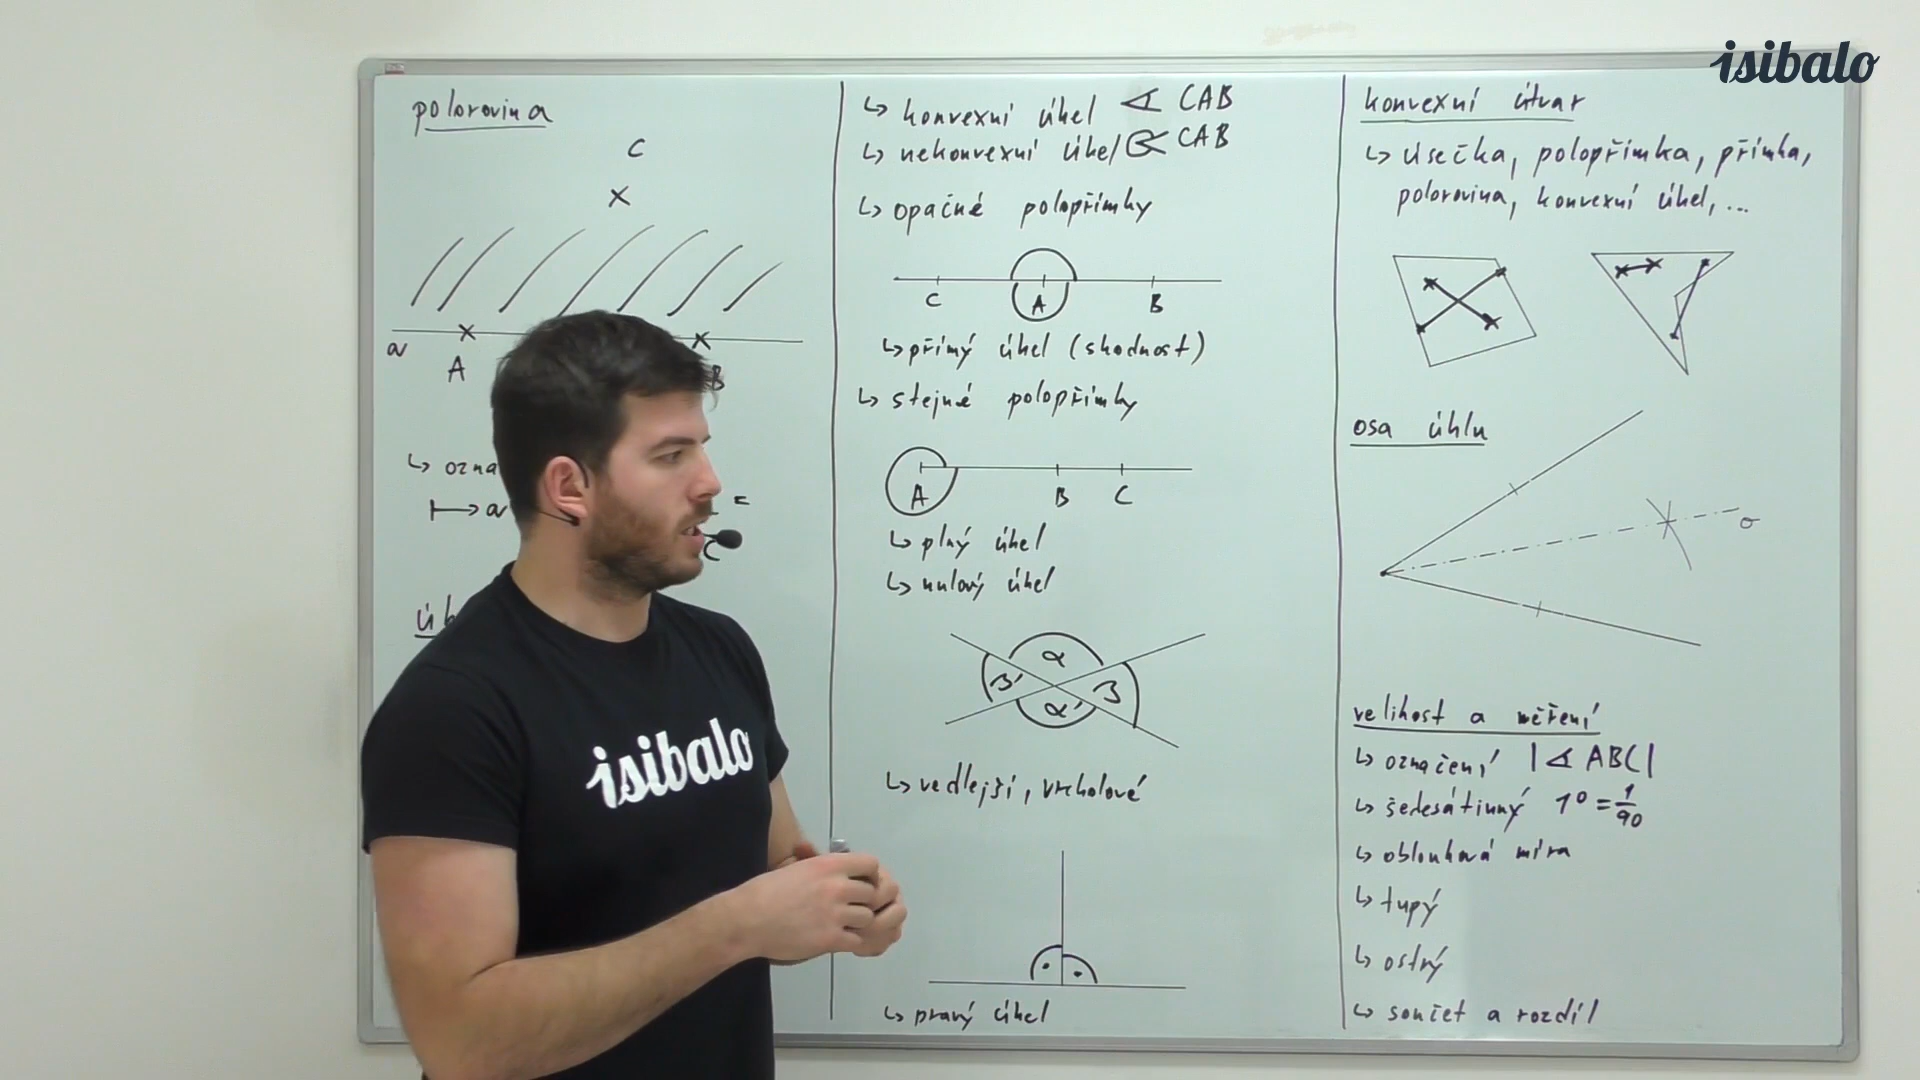 isibalo
polorovina
C
a
A
B
↳ ozna
↦ a
=
C
isibalo
↳ konvexní úhel ∢ CAB
↳ nekonvexní úhel CAB
↳ opačné polopřímky
C A B
↳ přímý úhel (shodnost)
↳ stejné polopřímky
A B C
↳ plný úhel
↳ nulový úhel
α
β' β
α'
↳ vedlejší, vrcholové
↳ pravý úhel
konvexní útvar
↳ úsečka, polopřímka, přímka,
polorovina, konvexní úhel, ...
osa úhlu
o
velikost a měření
↳ označení |∢ ABC|
↳ šedesátinný 1° = 1/90
↳ oblouková míra
↳ tupý
↳ ostrý
↳ součet a rozdíl